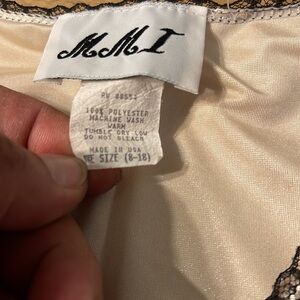 MMI
RN 88553
100% POLYESTER
MACHINE WASH
WARM
TUMBLE DRY LOW
DO NOT BLEACH
MADE IN USA
SIZE (8-18)